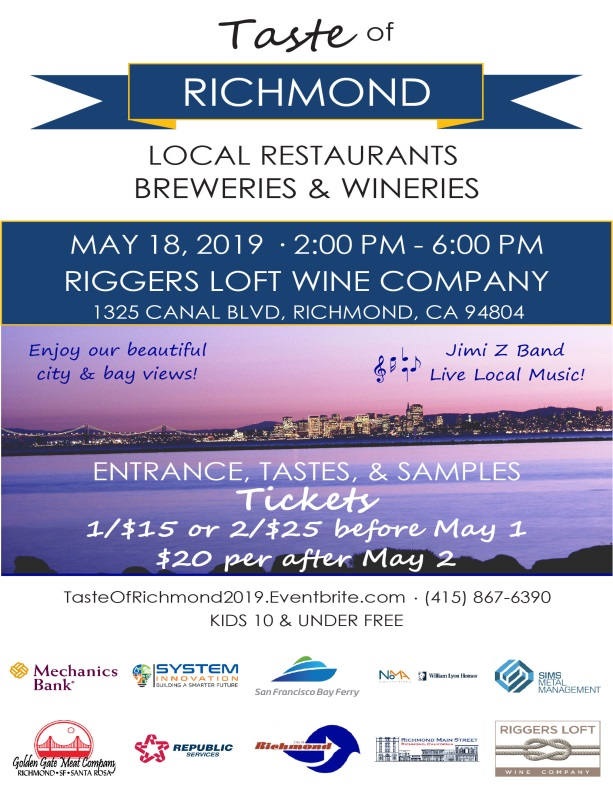 Taste of
RICHMOND
LOCAL RESTAURANTS
BREWERIES & WINERIES
MAY 18, 2019 · 2:00 PM - 6:00 PM
RIGGERS LOFT WINE COMPANY
1325 CANAL BLVD, RICHMOND, CA 94804
Enjoy our beautiful
city & bay views!
Jimi Z Band
Live Local Music!
ENTRANCE, TASTES, & SAMPLES
Tickets
1/$15 or 2/$25 before May 1
$20 per after May 2
TasteOfRichmond2019.Eventbrite.com · (415) 867-6390
KIDS 10 & UNDER FREE
Mechanics
Bank®
SYSTEM
INNOVATION
BUILDING A SMARTER FUTURE
San Francisco Bay Ferry
William Lyon Homes
SIMS
METAL
MANAGEMENT
Golden Gate Meat Company
RICHMOND • SF • SANTA ROSA
REPUBLIC
SERVICES
Richmond
RICHMOND MAIN STREET
RICHMOND, CALIFORNIA
RIGGERS LOFT
WINE COMPANY